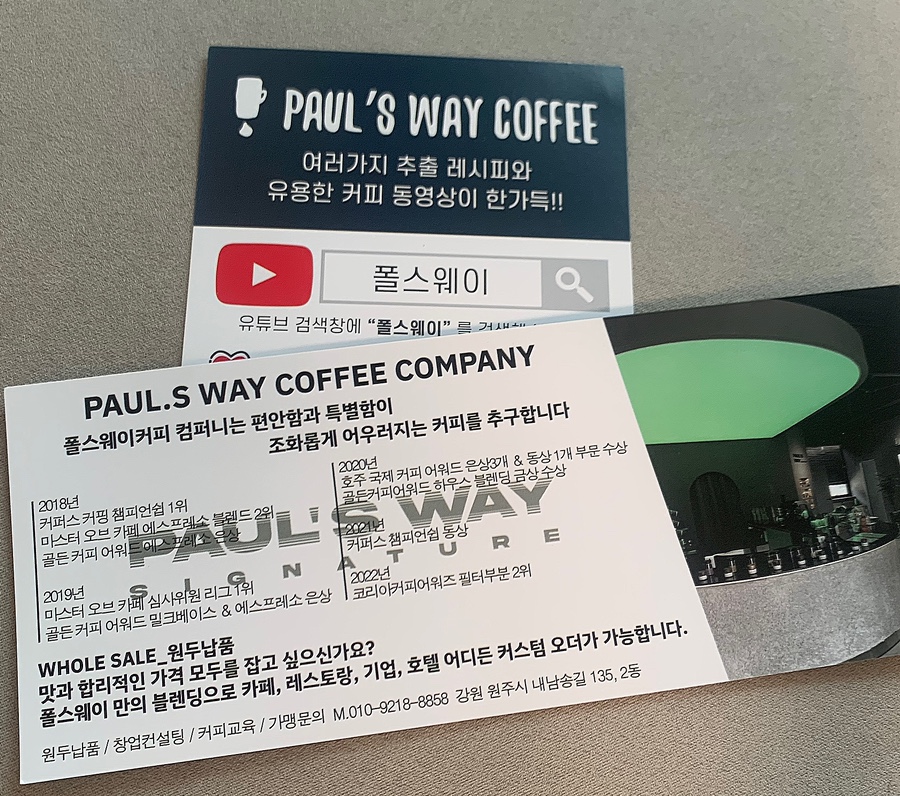 PAUL'S WAY COFFEE
여러가지 추출 레시피와
유용한 커피 동영상이 한가득!!
폴스웨이
유튜브 검색창에 “폴스웨이” 를
PAUL.S WAY COFFEE COMPANY
폴스웨이커피 컴퍼니는 편안함과 특별함이
조화롭게 어우러지는 커피를 추구합니다
2018년
커퍼스 커핑 챔피언쉽 1위
마스터 오브 카페 에스프레소 블렌드 2위
골든 커피 어워드 에스프레소 동상
2019년
마스터 오브 카페 심사위원 리그 1위
골든 커피 어워드 밀크베이스 & 에스프레소 은상
2020년
호주 국제 커피 어워드 은상3개 & 동상 1개 부문 수상
골든커피어워드 하우스 블렌딩 금상 수상
2021년
커퍼스 챔피언쉽 동상
2022년
코리아커피어워즈 필터부분 2위
PAUL'S WAY
SIGNATURE
WHOLE SALE_원두납품
맛과 합리적인 가격 모두를 잡고 싶으신가요?
폴스웨이 만의 블렌딩으로 카페, 레스토랑, 기업, 호텔 어디든 커스텀 오더가 가능합니다.
원두납품 / 창업컨설팅 / 커피교육 / 가맹문의 M.010-9218-8858 강원 원주시 내남송길 135, 2동